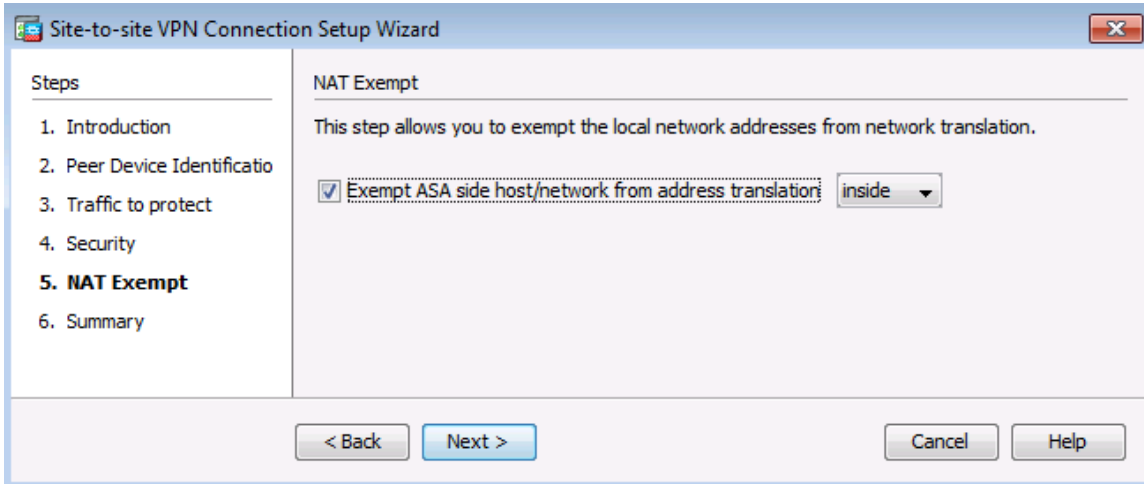 Site-to-site VPN Connection Setup Wizard
Steps
1. Introduction
2. Peer Device Identificatio
3. Traffic to protect
4. Security
5. NAT Exempt
6. Summary
NAT Exempt
This step allows you to exempt the local network addresses from network translation.
Exempt ASA side host/network from address translation inside
< Back Next > Cancel Help